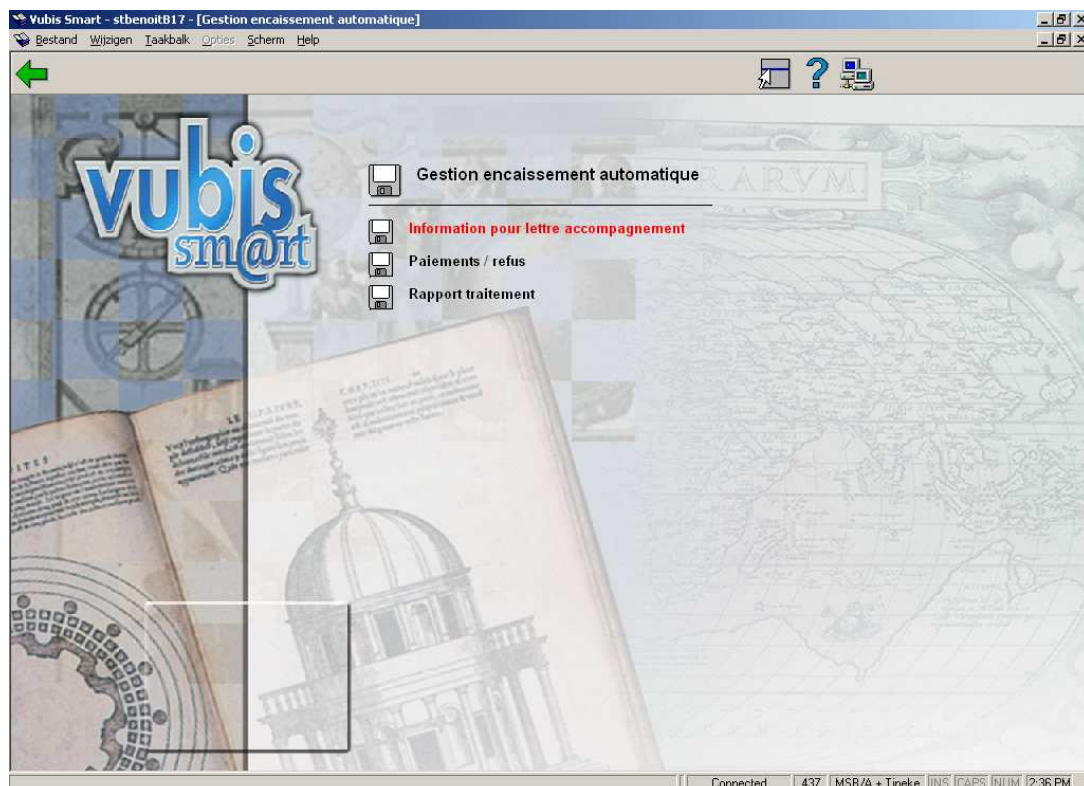 Vubis Smart - stbenoitB17 - [Gestion encaissement automatique]
Bestand Wijzigen Taakbalk Opties Scherm Help
vubis
sm@rt
Gestion encaissement automatique
Information pour lettre accompagnement
Paiements / refus
Rapport traitement
RARVM
Connected 437 MSB/A + Tineke INS CAPS NUM 2:36 PM